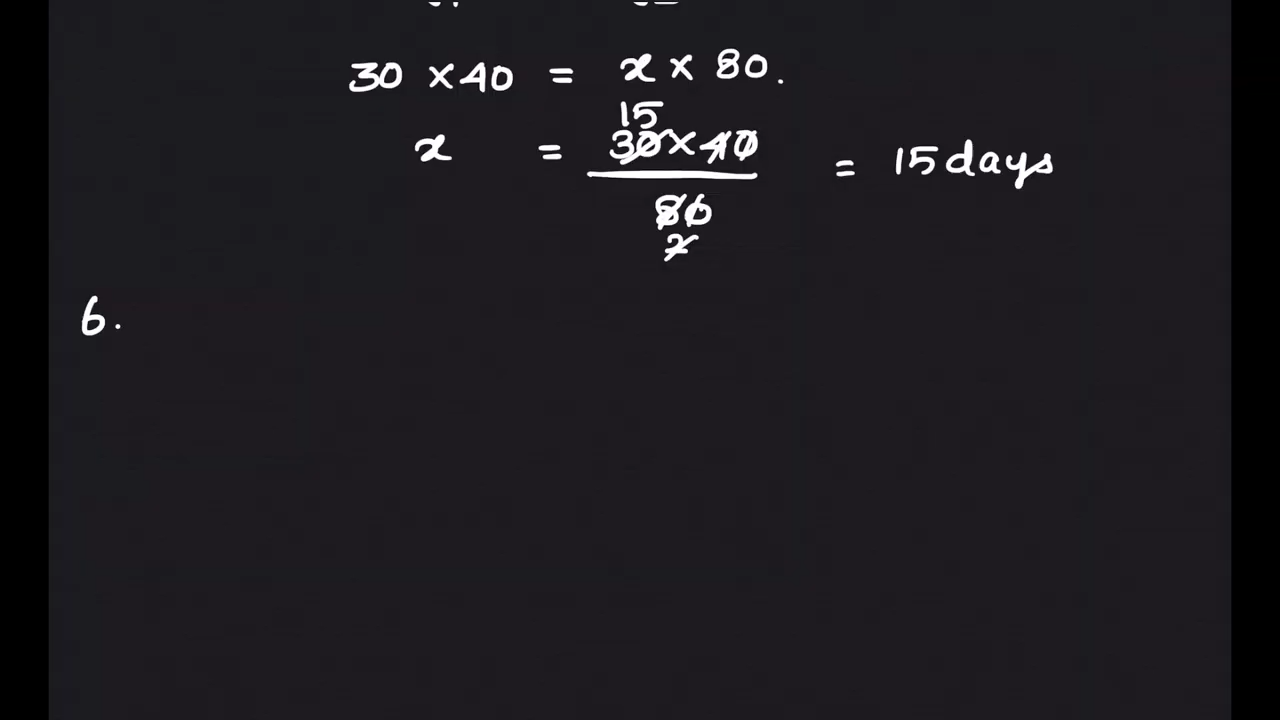 30 × 40 = x × 80.
15
x = 30 × 40 = 15 days
80
2
6.